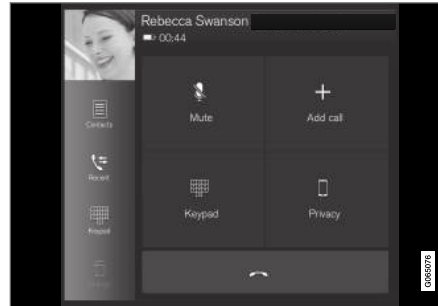 Rebecca Swanson
00:44
Mute
Add call
Contacts
Recent
Keypad
Privacy
Keypad
G065076